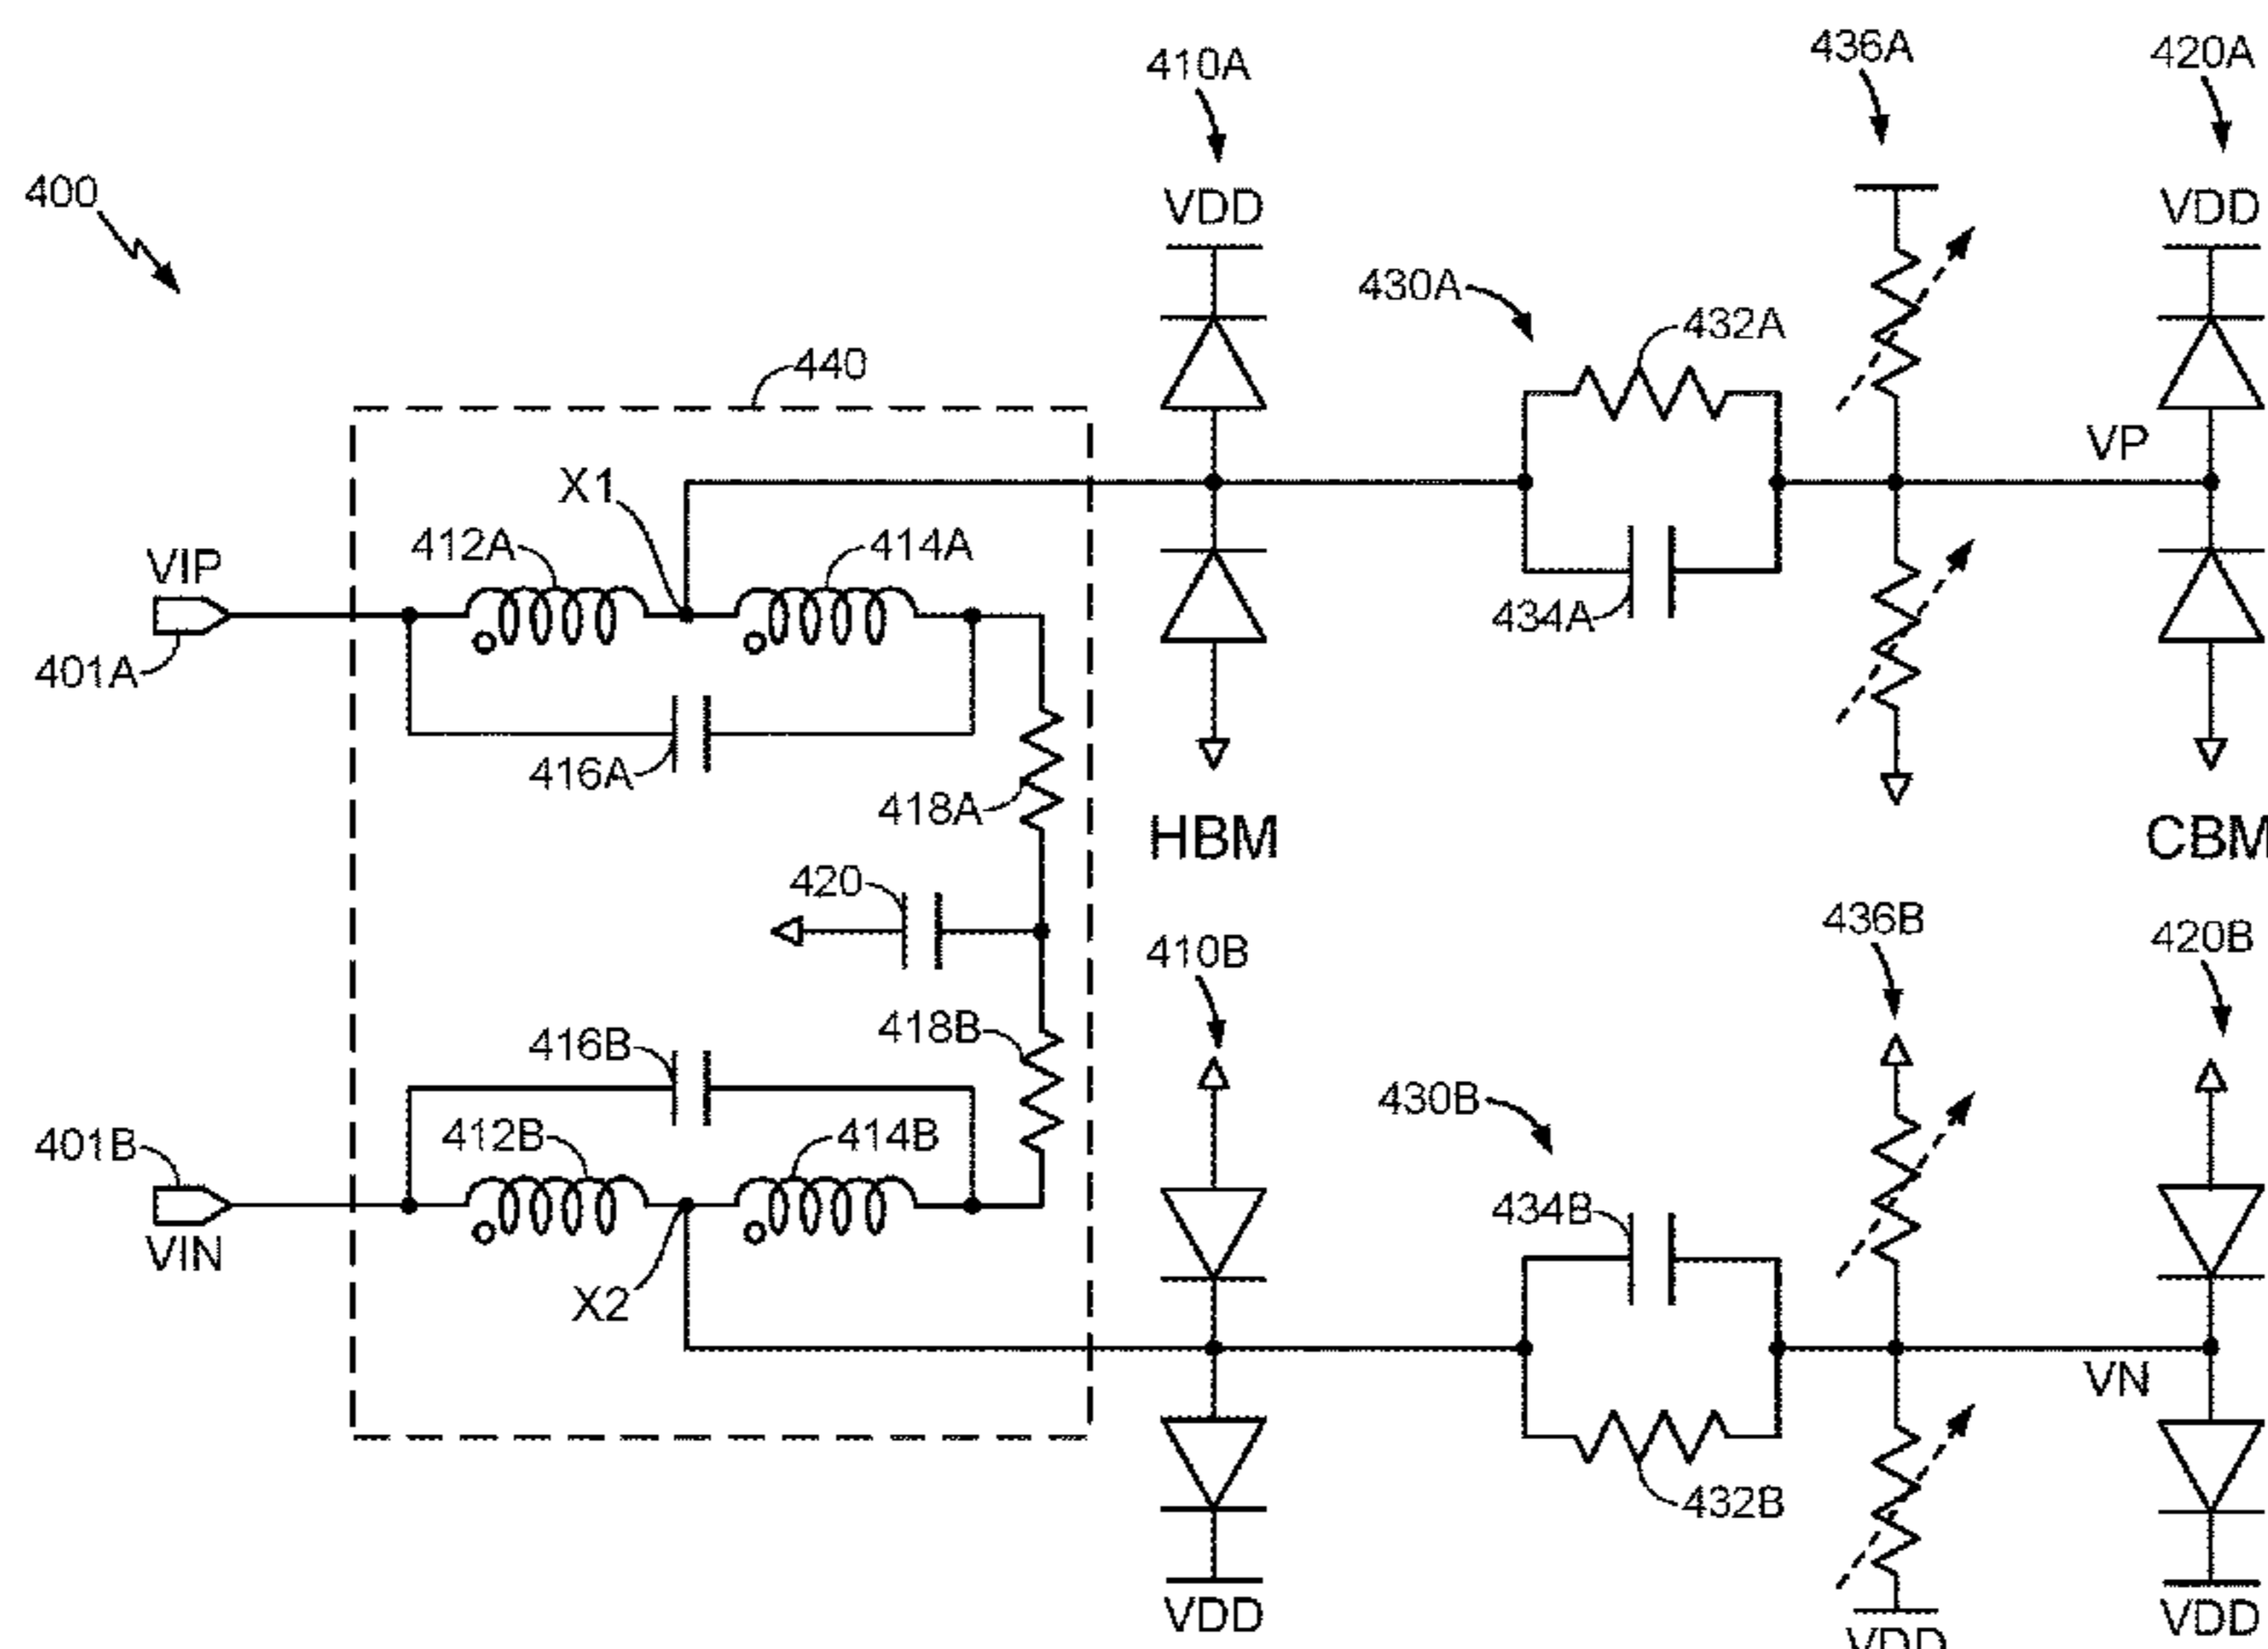 436A
420A
410A
400
VDD
VDD
430A
432A
440
VP
X1
412A
414A
VIP
434A
401A
416A
418A
HBM
CBM
420
436B
410B
420B
418B
416B
430B
412B
414B
401B
434B
VIN
X2
VN
432B
VDD
VDD
VDD